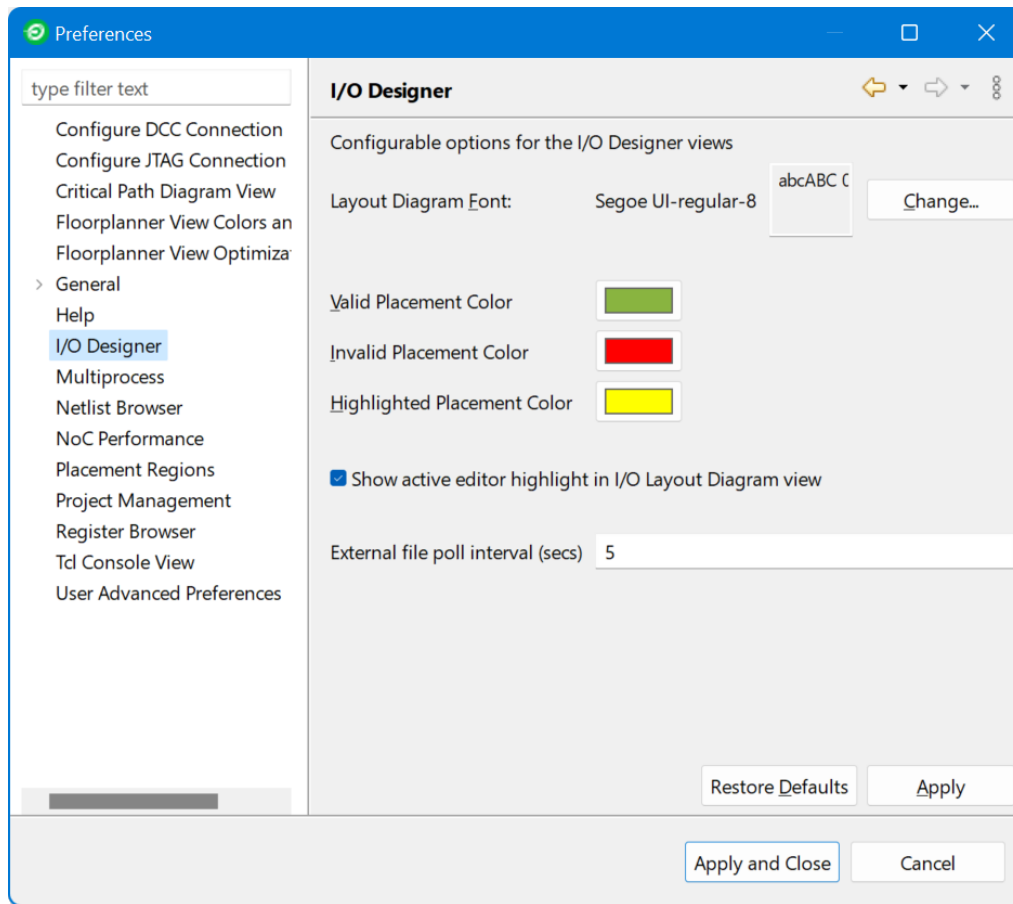 Preferences
type filter text
Configure DCC Connection
Configure JTAG Connection
Critical Path Diagram View
Floorplanner View Colors an
Floorplanner View Optimiza
General
Help
I/O Designer
Multiprocess
Netlist Browser
NoC Performance
Placement Regions
Project Management
Register Browser
Tcl Console View
User Advanced Preferences
I/O Designer
Configurable options for the I/O Designer views
Layout Diagram Font: Segoe UI-regular-8 abcABC Change...
Valid Placement Color
Invalid Placement Color
Highlighted Placement Color
Show active editor highlight in I/O Layout Diagram view
External file poll interval (secs) 5
Restore Defaults Apply
Apply and Close Cancel